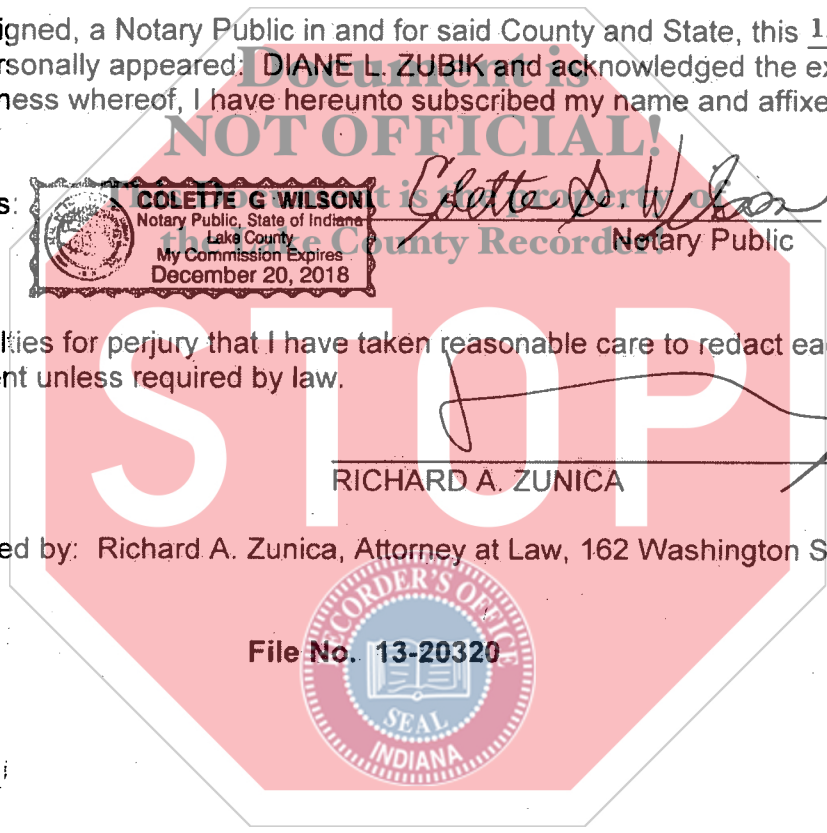 igned, a Notary Public in and for said County and State, this 1
rsonally appeared: DIANE L. ZUBIK and acknowledged the ex
ness whereof, I have hereunto subscribed my name and affixe
Document is
NOT OFFICIAL!
This Document is the property of
the Lake County Recorder!
s:
COLETTE G WILSON
Notary Public, State of Indiana
Lake County
My Commission Expires
December 20, 2018
Colette G. Wilson
Notary Public
STOP
lties for perjury that I have taken reasonable care to redact ea
nt unless required by law.
RICHARD A. ZUNICA
ed by: Richard A. Zunica, Attorney at Law, 162 Washington S
File No. 13-20320
RECORDER'S OFFICE
SEAL
INDIANA